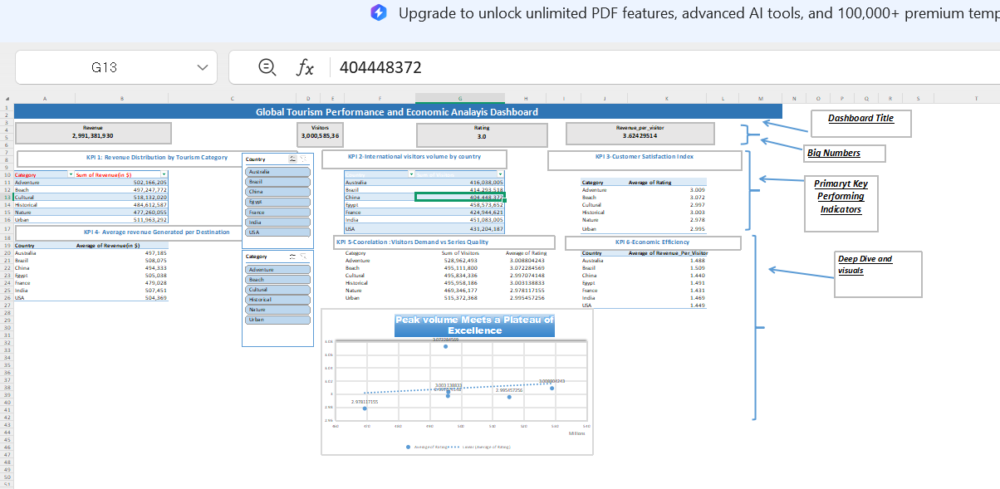 Upgrade to unlock unlimited PDF features, advanced AI tools, and 100,000+ premium temp
G13
fx
404448372
A B C D E F G H I J K L M N O P Q R S T
Global Tourism Performance and Economic Analayis Dashboard
Dashboard Title
Revenue
2,991,381,930
Visitors
3,000,585,36
Rating
3.0
Revenue_per_visitor
3.62429514
Big Numbers
KPI 1: Revenue Distribution by Tourism Category
Category Sum of Revenue(in $)
Adventure 502,166,205
Beach 497,247,772
Cultural 518,132,020
Historical 484,612,587
Nature 477,260,055
Urban 511,963,292
Country
Australia
Brazil
China
Egypt
France
India
USA
KPI 2-International visitors volume by country
Australia 416,038,005
Brazil 414,293,518
China 404,448,372
Egypt 458,573,652
France 424,944,621
India 451,083,005
USA 431,204,187
KPI 3-Customer Satisfaction Index
Category Average of Rating
Adventure 3.009
Beach 3.072
Cultural 2.997
Historical 3.003
Nature 2.978
Urban 2.995
Primaryt Key
Performing
Indicators
KPI 4- Average revenue Generated per Destination
Country Average of Revenue(in $)
Australia 497,185
Brazil 508,075
China 494,333
Egypt 505,038
France 479,028
India 507,451
USA 504,369
Category
Adventure
Beach
Cultural
Historical
Nature
Urban
KPI 5-Coorelation :Visitors Demand vs Series Quality
Category Sum of Visitors Average of Rating
Adventure 528,962,493 3.008804243
Beach 495,111,800 3.072284569
Cultural 495,834,336 2.997074148
Historical 495,958,186 3.003138833
Nature 469,346,177 2.978117155
Urban 515,372,368 2.995457256
KPI 6-Economic Efficiency
Country Average of Revenue_Per_Visitor
Australia 1.488
Brazil 1.509
China 1.440
Egypt 1.491
France 1.431
India 1.469
USA 1.449
Deep Dive and
visuals
Peak volume Meets a Plateau of
Excellence
3.072284569
3.008804243
3.003138833
2.995457256
2.978117155
3.08
3.06
3.04
3.02
3
2.98
2.96
460 470 480 490 500 510 520 530 540
Millions
Average of Rating Linear (Average of Rating)